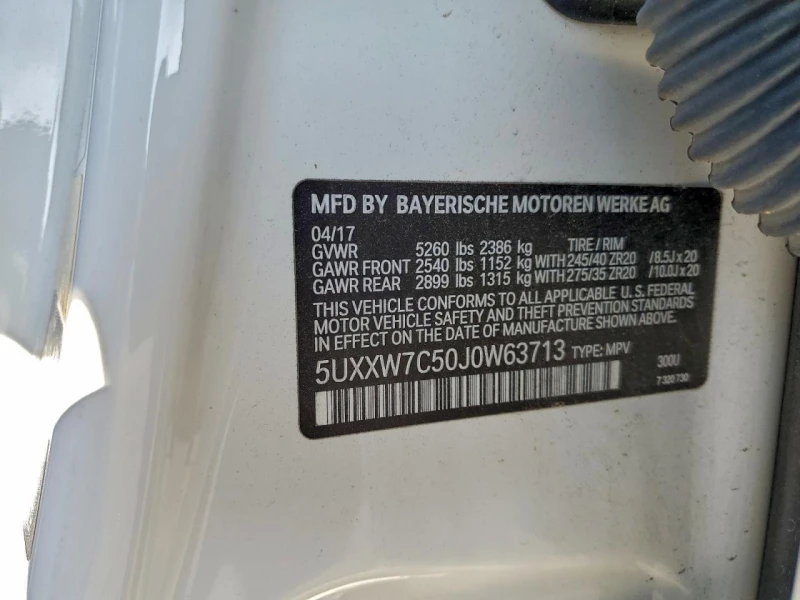 MFD BY BAYERISCHE MOTOREN WERKE AG
04/17
GVWR 5260 lbs 2386 kg TIRE / RIM
GAWR FRONT 2540 lbs 1152 kg WITH 245/40 ZR20 /8.5J x 20
GAWR REAR 2899 lbs 1315 kg WITH 275/35 ZR20 /10.0J x 20
THIS VEHICLE CONFORMS TO ALL APPLICABLE U.S. FEDERAL
MOTOR VEHICLE SAFETY AND THEFT PREVENTION STANDARDS
IN EFFECT ON THE DATE OF MANUFACTURE SHOWN ABOVE.
5UXXW7C50J0W63713 TYPE: MPV 300U
7 320 730